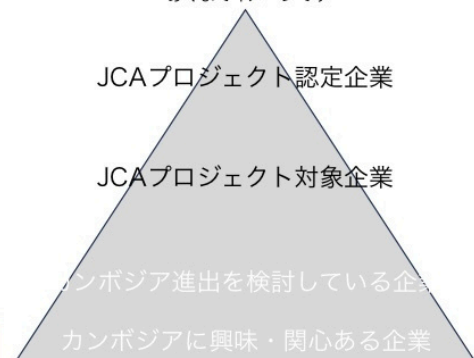 JCAプロジェクト認定企業
JCAプロジェクト対象企業
カンボジア進出を検討している企業
カンボジアに興味・関心ある企業